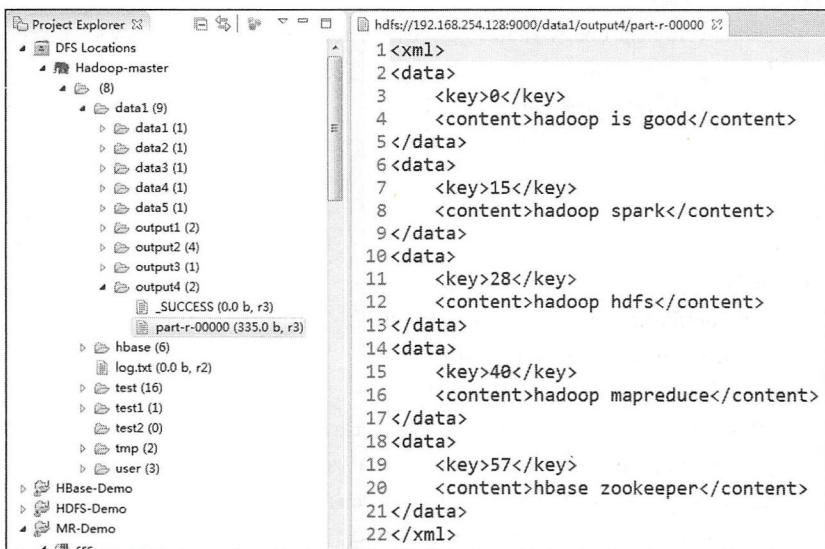 Project Explorer
DFS Locations
Hadoop-master
(8)
data1 (9)
data1 (1)
data2 (1)
data3 (1)
data4 (1)
data5 (1)
output1 (2)
output2 (4)
output3 (1)
output4 (2)
_SUCCESS (0.0 b, r3)
part-r-00000 (335.0 b, r3)
hbase (6)
log.txt (0.0 b, r2)
test (16)
test1 (1)
test2 (0)
tmp (2)
user (3)
HBase-Demo
HDFS-Demo
MR-Demo
hdfs://192.168.254.128:9000/data1/output4/part-r-00000
1 <xml>
2 <data>
3 <key>0</key>
4 <content>hadoop is good</content>
5 </data>
6 <data>
7 <key>15</key>
8 <content>hadoop spark</content>
9 </data>
10 <data>
11 <key>28</key>
12 <content>hadoop hdfs</content>
13 </data>
14 <data>
15 <key>40</key>
16 <content>hadoop mapreduce</content>
17 </data>
18 <data>
19 <key>57</key>
20 <content>hbase zookeeper</content>
21 </data>
22 </xml>